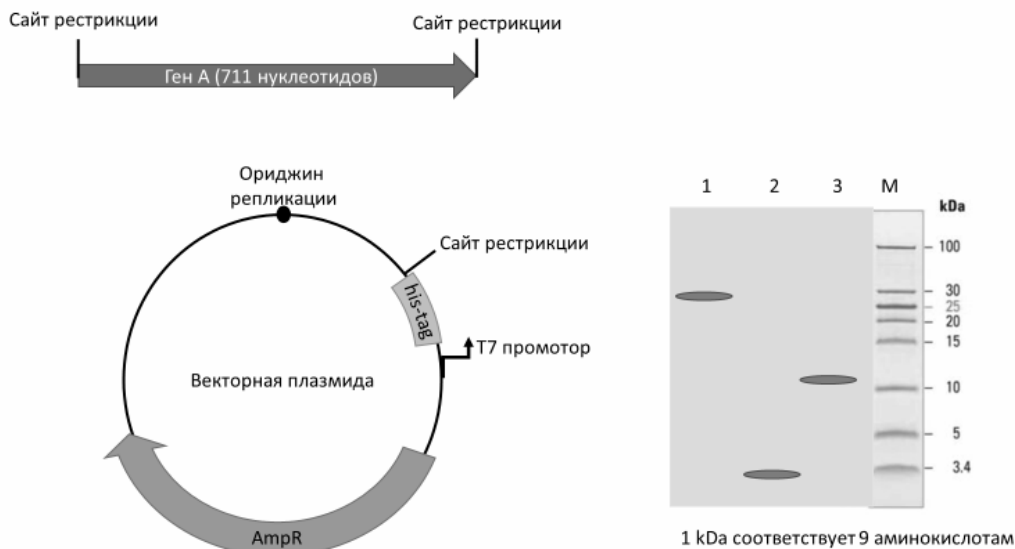 Сайт рестрикции
Сайт рестрикции
Ген А (711 нуклеотидов)
Ориджин
репликации
Сайт рестрикции
his-tag
Т7 промотор
Векторная плазмида
AmpR
1 2 3 М
kDa
100
30
25
20
15
10
5
3.4
1 kDa соответствует 9 аминокислотам